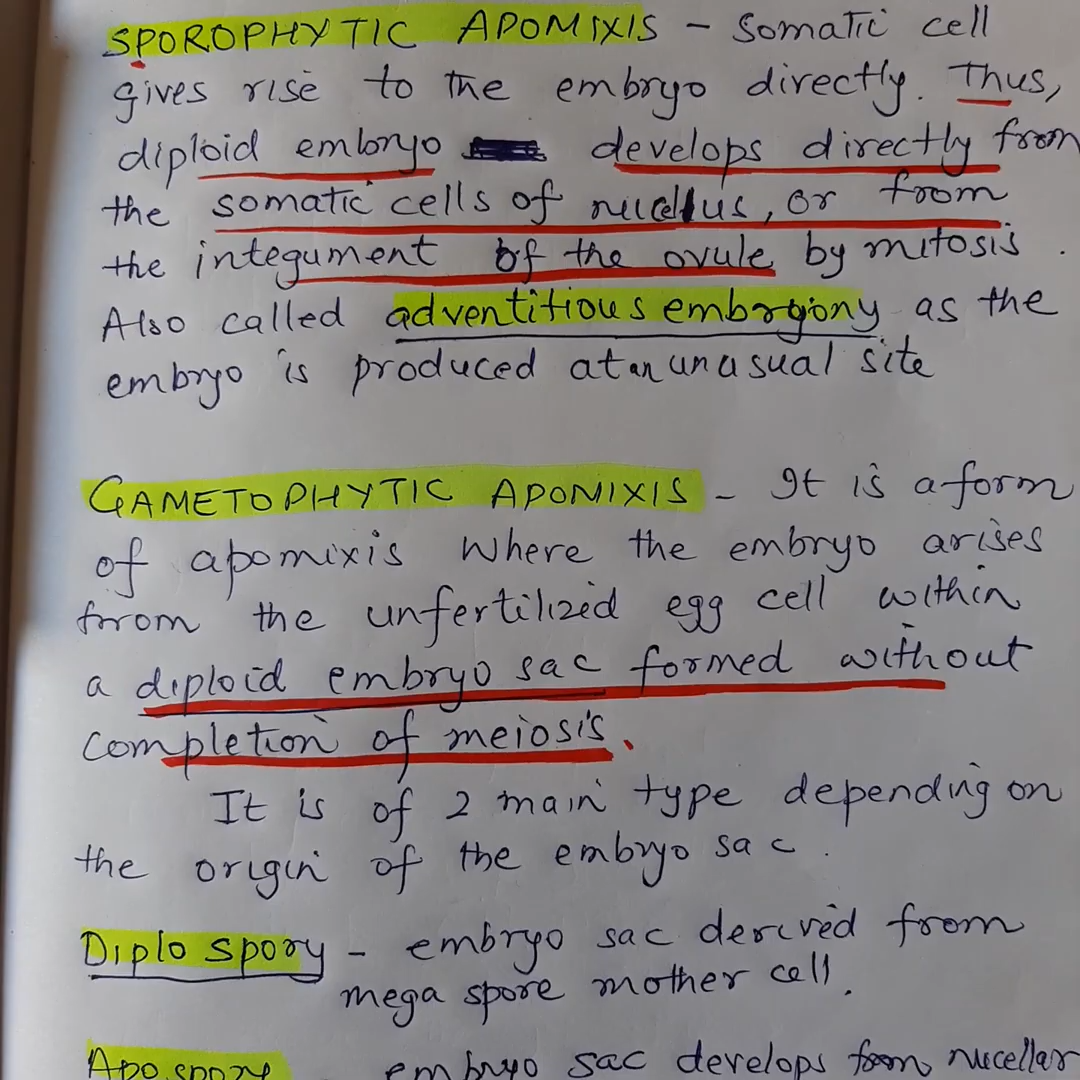 SPOROPHYTIC APOMIXIS - Somatic cell
gives rise to the embryo directly. Thus,
diploid embryo develops directly from
the somatic cells of nucellus, or from
the integument of the ovule by mitosis.
Also called adventitious embryony as the
embryo is produced at an unusual site
GAMETOPHYTIC APOMIXIS - It is a form
of apomixis where the embryo arises
from the unfertilized egg cell within
a diploid embryo sac formed without
completion of meiosis.
It is of 2 main type depending on
the origin of the embryo sac.
Diplo spory - embryo sac derived from
mega spore mother cell.
Apo spory - embryo sac develops from nucellar